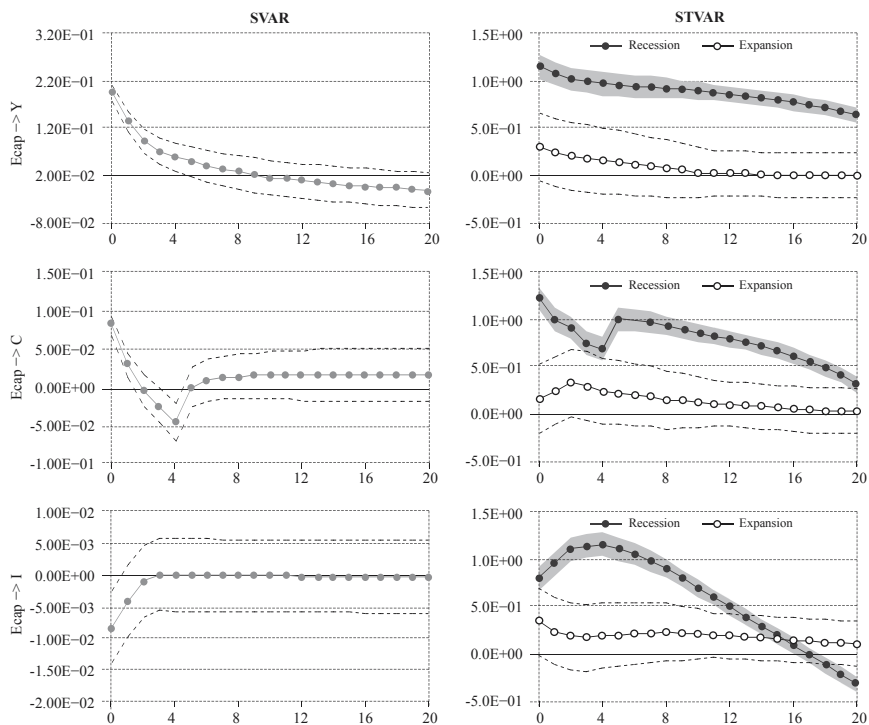 SVAR
STVAR
Ecap –> Y
3.20E−01
2.20E−01
1.20E−01
2.00E−02
-8.00E−02
0 4 8 12 16 20
Recession Expansion
1.5E+00
1.0E+00
5.0E−01
0.0E+00
-5.0E−01
0 4 8 12 16 20
Ecap –> C
1.50E−01
1.00E−01
5.00E−02
0.00E+00
-5.00E−02
-1.00E−01
0 4 8 12 16 20
Recession Expansion
1.5E+00
1.0E+00
5.0E−01
0.0E+00
-5.0E−01
0 4 8 12 16 20
Ecap –> I
1.00E−02
5.00E−03
0.00E+00
-5.00E−03
-1.00E−02
-1.50E−02
-2.00E−02
0 4 8 12 16 20
Recession Expansion
1.5E+00
1.0E+00
5.0E−01
0.0E+00
-5.0E−01
0 4 8 12 16 20